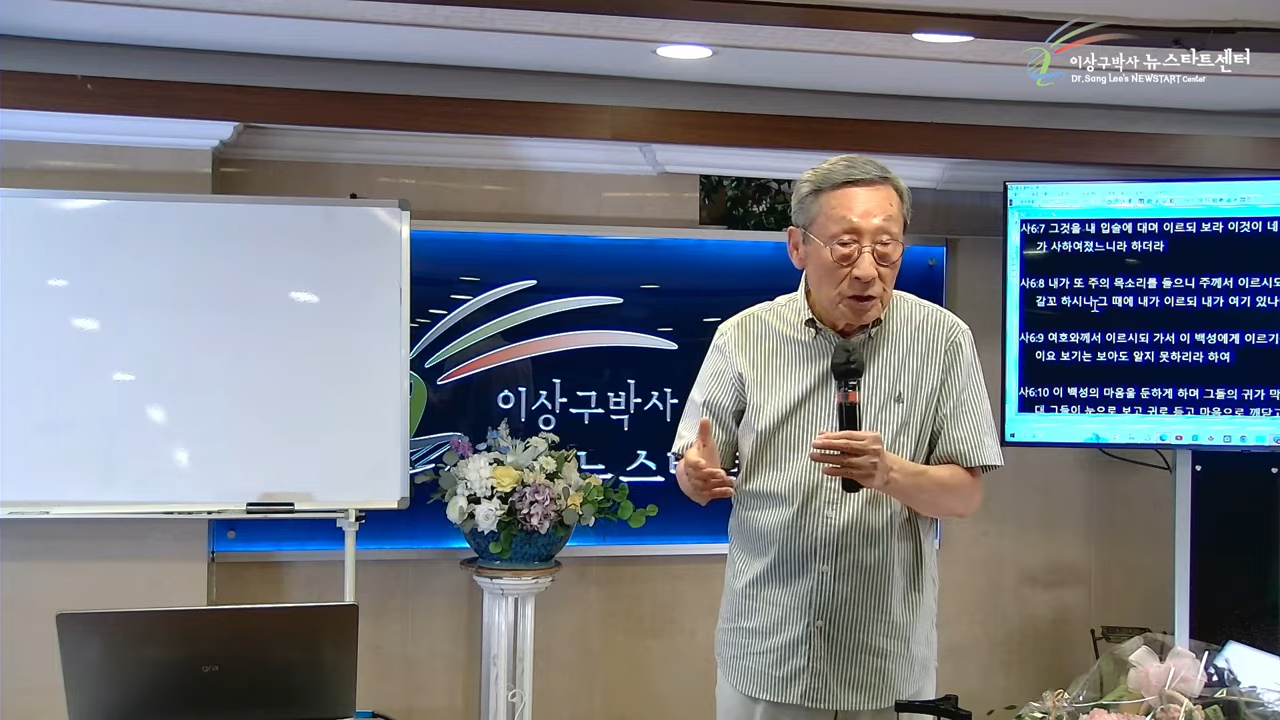 이상구박사 뉴스타트센터
Dr.Sang Lee's NEWSTART Center
이상구박사
사6:7 그것을 내 입술에 대며 이르되 보라 이것이 네
가 사하여졌느니라 하더라
사6:8 내가 또 주의 목소리를 들으니 주께서 이르시되
갈꼬 하시니 그 때에 내가 이르되 내가 여기 있나
사6:9 여호와께서 이르시되 가서 이 백성에게 이르기
이요 보기는 보아도 알지 못하리라 하여
사6:10 이 백성의 마음을 둔하게 하며 그들의 귀가 막
대 그들이 눈으로 보고 귀로 듣고 마음으로 깨닫고
gram